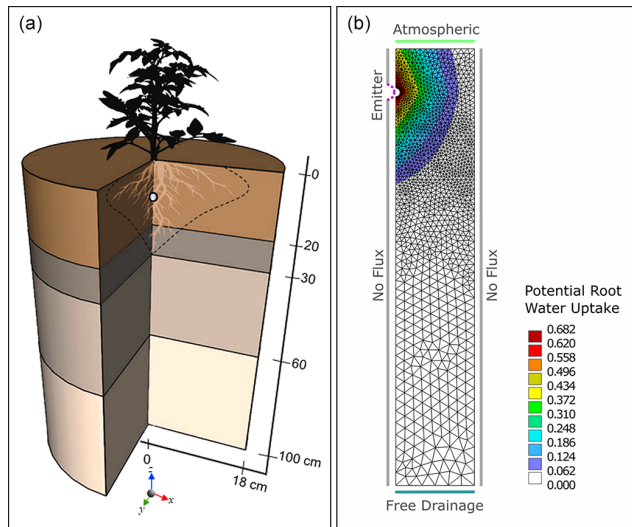 (a)
0
20
30
60
100 cm
0
18
z
x
y
(b)
Atmospheric
Emitter
No Flux
No Flux
Free Drainage
Potential Root
Water Uptake
0.682
0.620
0.558
0.496
0.434
0.372
0.310
0.248
0.186
0.124
0.062
0.000